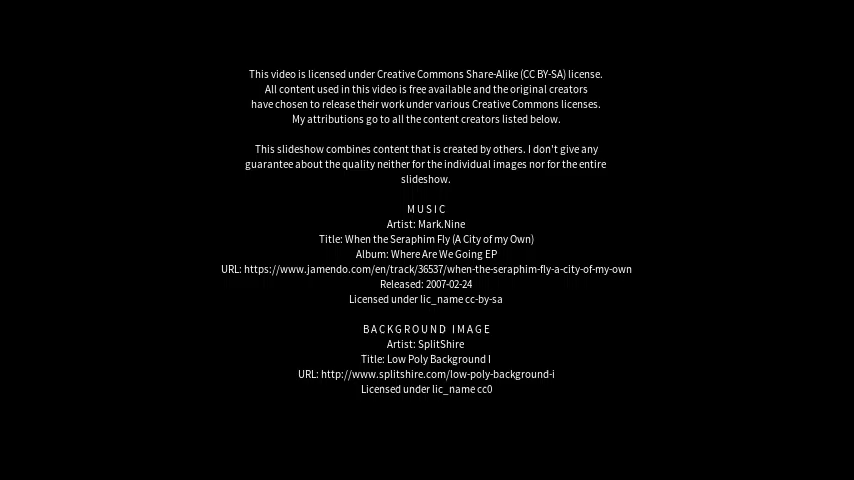 This video is licensed under Creative Commons Share-Alike (CC BY-SA) license.
All content used in this video is free available and the original creators
have chosen to release their work under various Creative Commons licenses.
My attributions go to all the content creators listed below.
This slideshow combines content that is created by others. I don't give any
guarantee about the quality neither for the individual images nor for the entire
slideshow.
MUSIC
Artist: Mark.Nine
Title: When the Seraphim Fly (A City of my Own)
Album: Where Are We Going EP
URL: https://www.jamendo.com/en/track/36537/when-the-seraphim-fly-a-city-of-my-own
Released: 2007-02-24
Licensed under lic_name cc-by-sa
BACKGROUND IMAGE
Artist: SplitShire
Title: Low Poly Background I
URL: http://www.splitshire.com/low-poly-background-i
Licensed under lic_name cc0